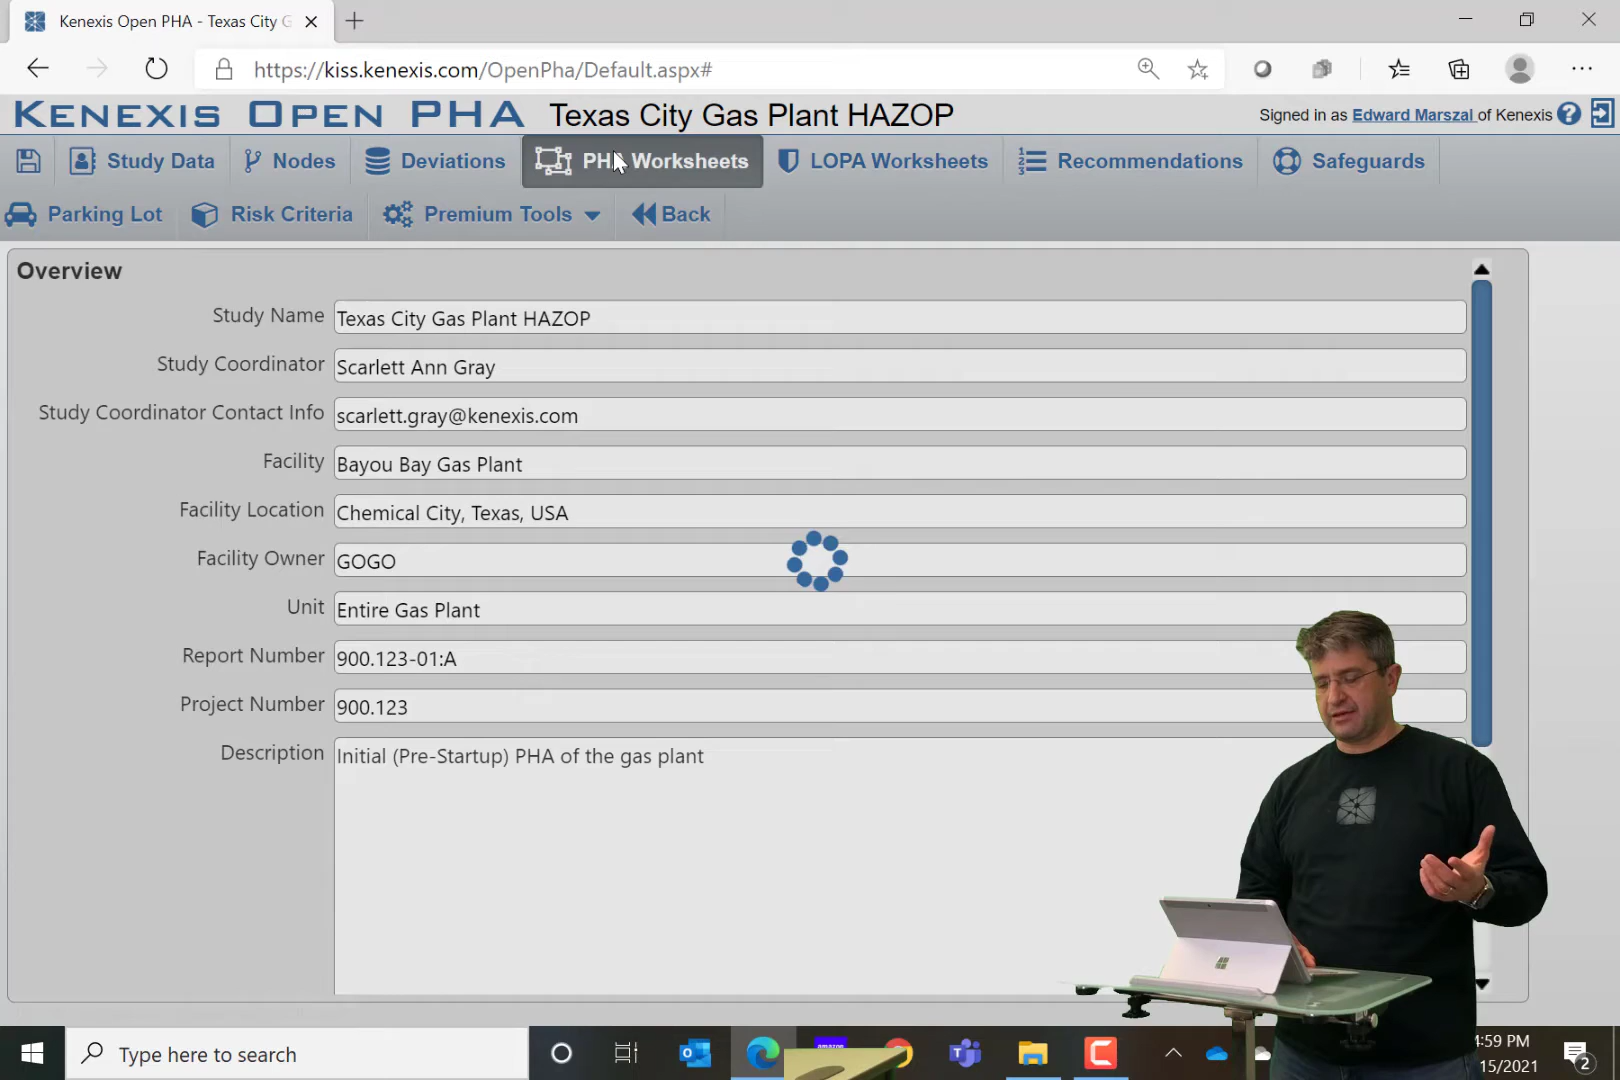 Kenexis Open PHA - Texas City G
https://kiss.kenexis.com/OpenPha/Default.aspx#
KENEXIS OPEN PHA Texas City Gas Plant HAZOP Signed in as Edward Marszal of Kenexis
Study Data Nodes Deviations PHA Worksheets LOPA Worksheets Recommendations Safeguards
Parking Lot Risk Criteria Premium Tools Back
Overview
Study Name Texas City Gas Plant HAZOP
Study Coordinator Scarlett Ann Gray
Study Coordinator Contact Info scarlett.gray@kenexis.com
Facility Bayou Bay Gas Plant
Facility Location Chemical City, Texas, USA
Facility Owner GOGO
Unit Entire Gas Plant
Report Number 900.123-01:A
Project Number 900.123
Description Initial (Pre-Startup) PHA of the gas plant
Type here to search
amazon
4:59 PM
15/2021
2